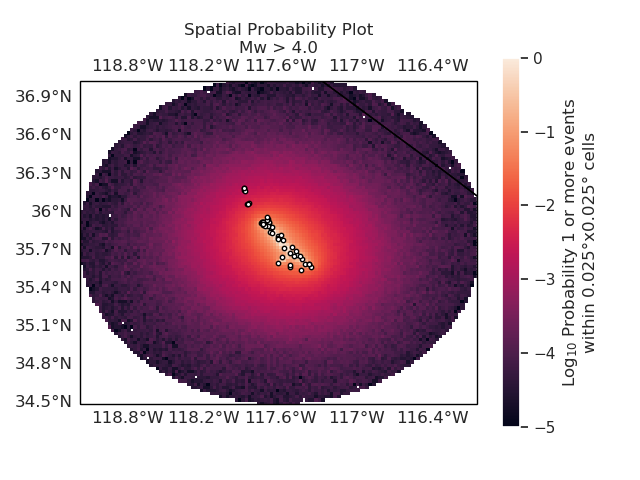 Spatial Probability Plot
Mw > 4.0
118.8°W 118.2°W 117.6°W 117°W 116.4°W
36.9°N
36.6°N
36.3°N
36°N
35.7°N
35.4°N
35.1°N
34.8°N
34.5°N
118.8°W 118.2°W 117.6°W 117°W 116.4°W
0
−1
−2
−3
−4
−5
Log₁₀ Probability 1 or more events
within 0.025°x0.025° cells